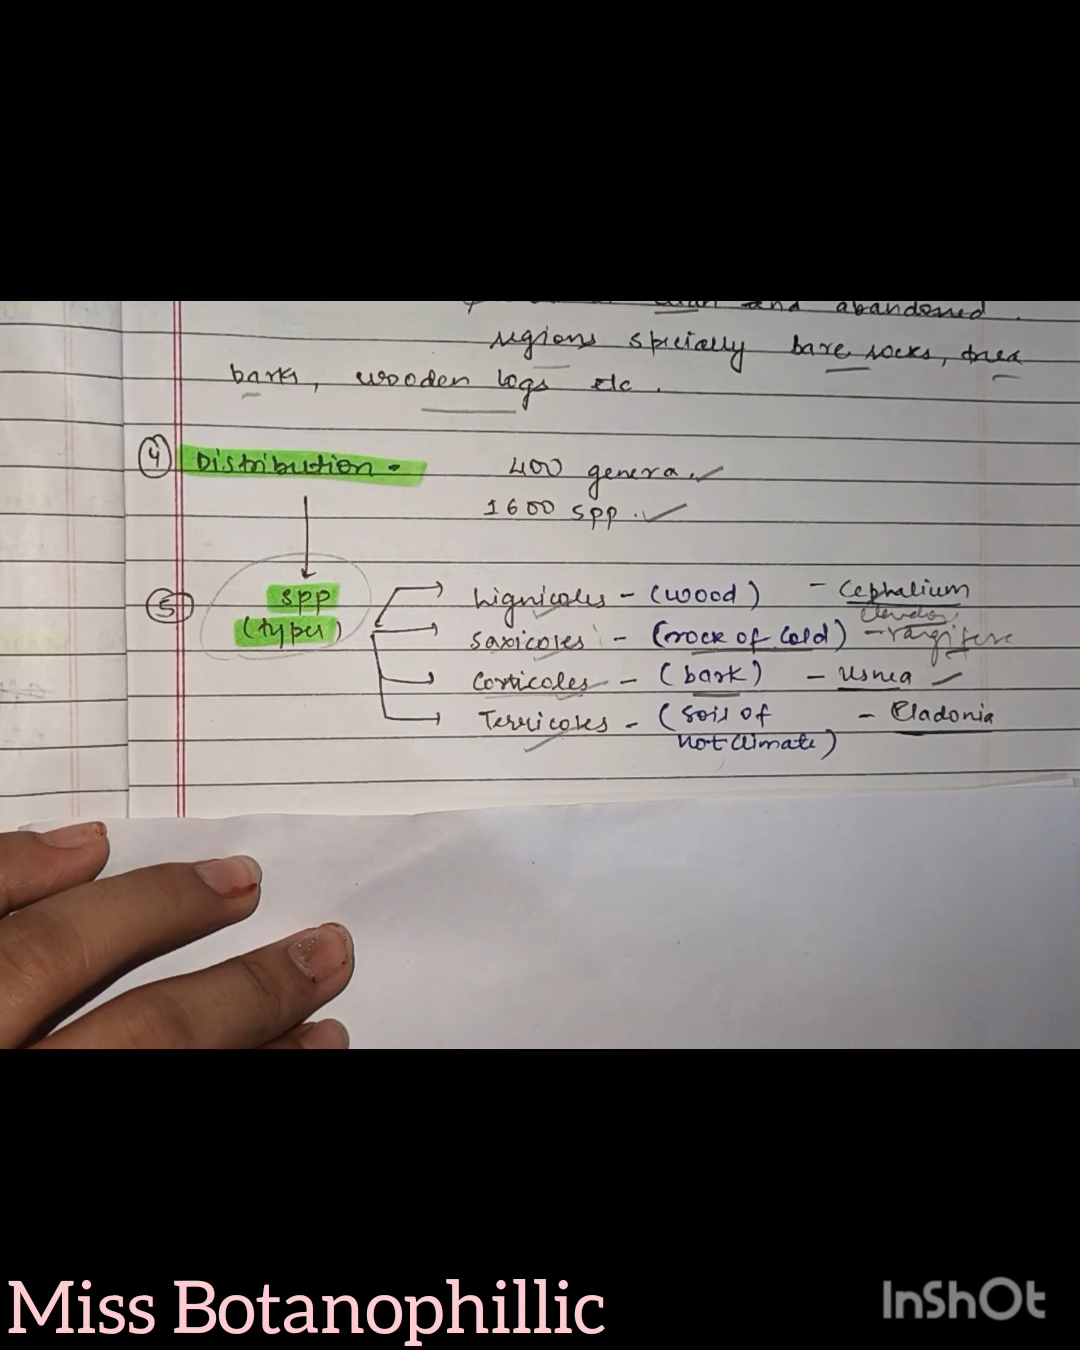 and abandoned.
regions specially bare rocks, tree
barks, wooden logs etc.
4 Distribution - 400 genera.
1600 spp.
5 spp (types)
Lignicoles - (wood) - Cephalium
Saxicoles - (rock of cold) - rangifere
Corticoles - (bark) - Usnea
Terricoles - (soil of - Cladonia
hot climate)
Miss Botanophillic
InShOt